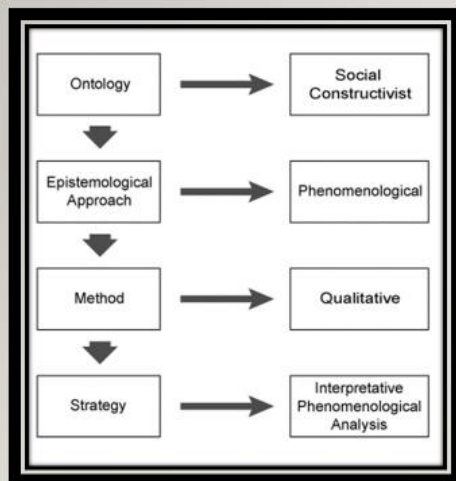 Ontology
Social
Constructivist
Epistemological
Approach
Phenomenological
Method
Qualitative
Strategy
Interpretative
Phenomenological
Analysis